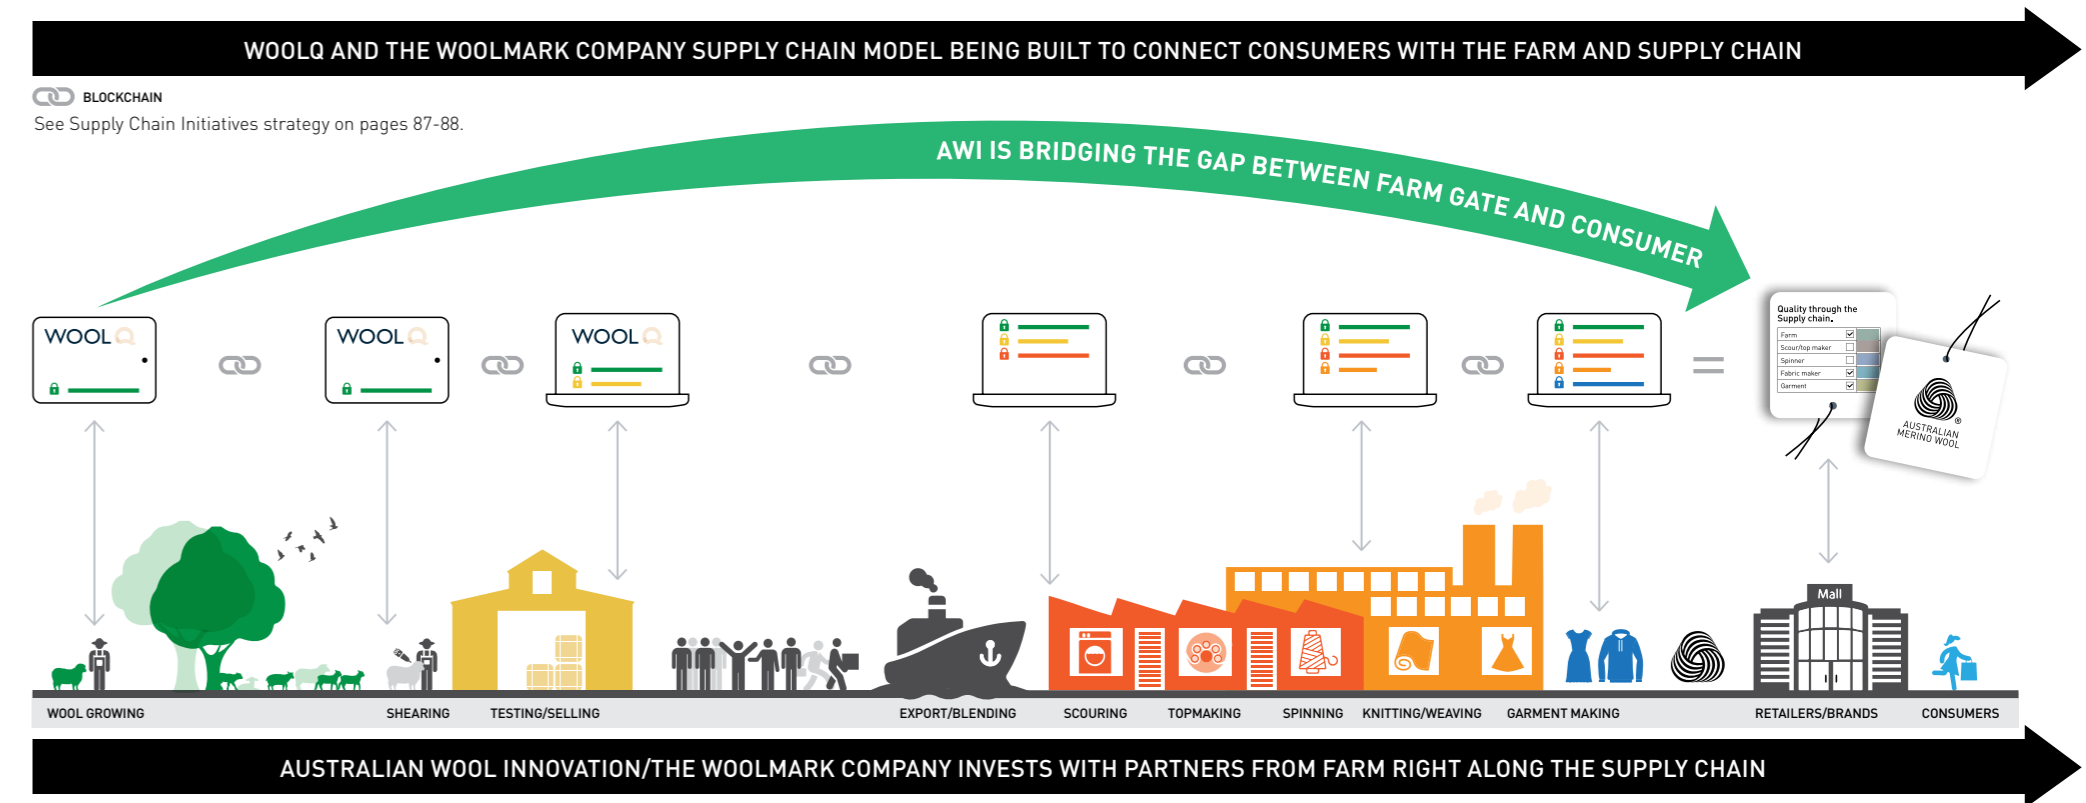 WOOLQ AND THE WOOLMARK COMPANY SUPPLY CHAIN MODEL BEING BUILT TO CONNECT CONSUMERS WITH THE FARM AND SUPPLY CHAIN
BLOCKCHAIN
See Supply Chain Initiatives strategy on pages 87-88.
AWI IS BRIDGING THE GAP BETWEEN FARM GATE AND CONSUMER
WOOLQ
WOOLQ
WOOLQ
=
Quality through the
Supply chain.
Farm
Scour/top maker
Spinner
Fabric maker
Garment
®
AUSTRALIAN
MERINO WOOL
Mall
WOOL GROWING
SHEARING
TESTING/SELLING
EXPORT/BLENDING
SCOURING
TOPMAKING
SPINNING
KNITTING/WEAVING
GARMENT MAKING
RETAILERS/BRANDS
CONSUMERS
AUSTRALIAN WOOL INNOVATION/THE WOOLMARK COMPANY INVESTS WITH PARTNERS FROM FARM RIGHT ALONG THE SUPPLY CHAIN